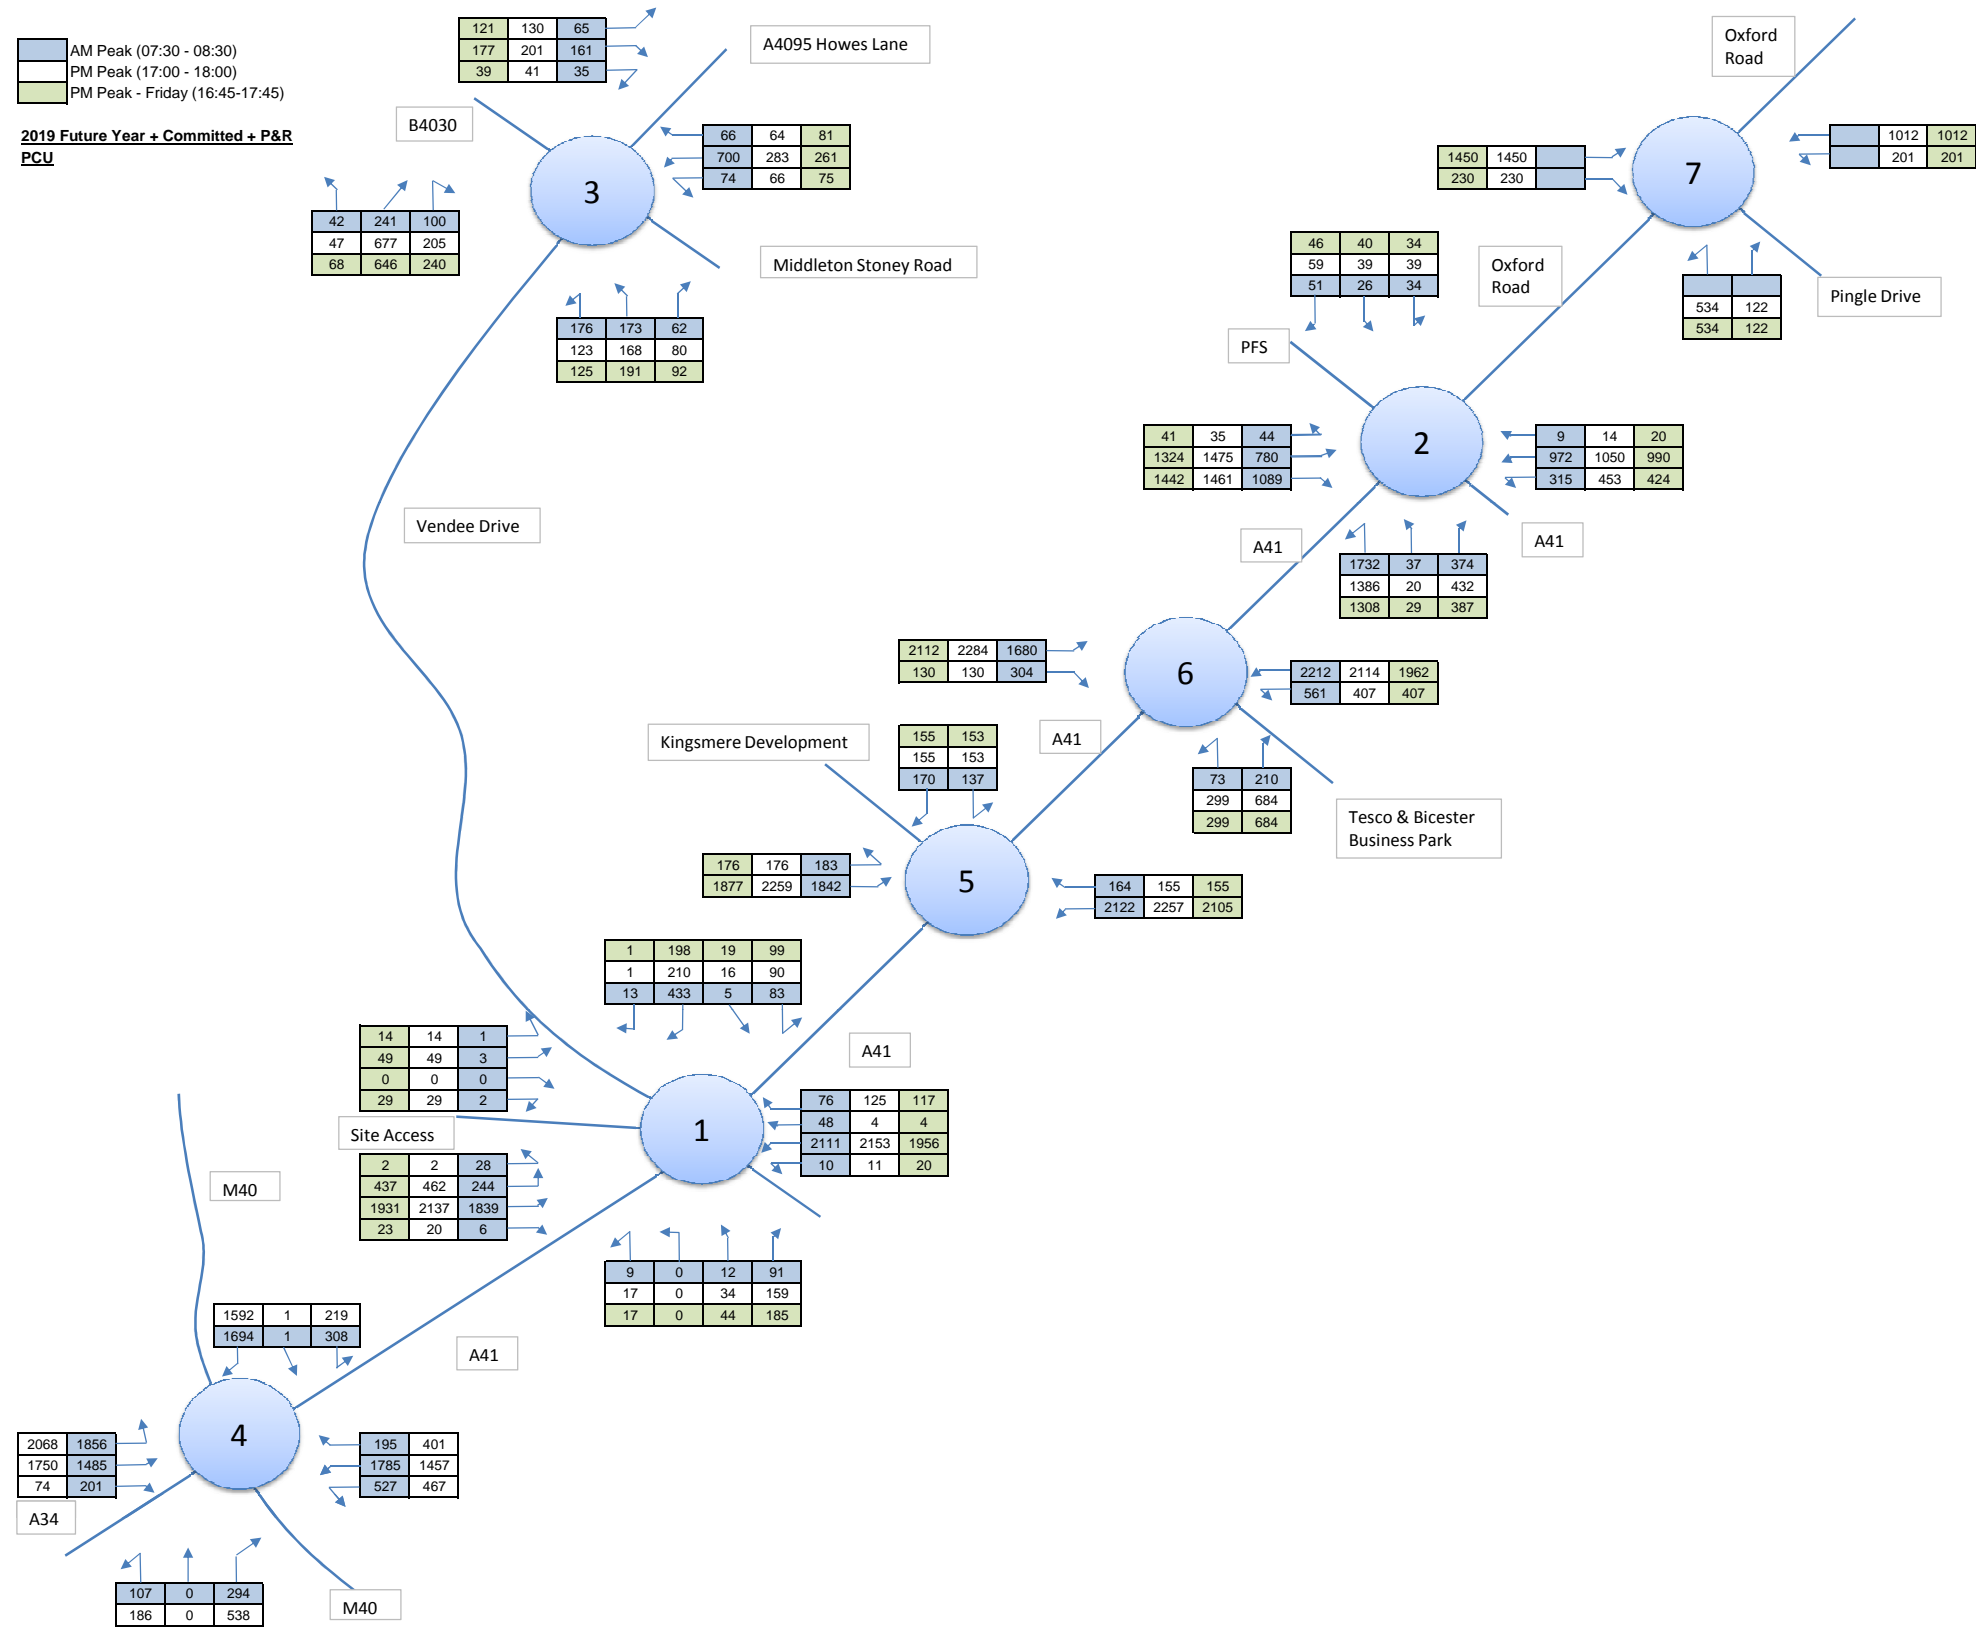 AM Peak (07:30 - 08:30)
PM Peak (17:00 - 18:00)
PM Peak - Friday (16:45-17:45)
2019 Future Year + Committed + P&R
PCU
121 130 65
177 201 161
39 41 35
A4095 Howes Lane
B4030
3
66 64 81
700 283 261
74 66 75
42 241 100
47 677 205
68 646 240
Middleton Stoney Road
176 173 62
123 168 80
125 191 92
Oxford
Road
7
1012 1012
201 201
1450 1450
230 230
534 122
534 122
Pingle Drive
Oxford
Road
46 40 34
59 39 39
51 26 34
PFS
2
41 35 44
1324 1475 780
1442 1461 1089
9 14 20
972 1050 990
315 453 424
A41
A41
1732 37 374
1386 20 432
1308 29 387
Vendee Drive
6
2112 2284 1680
130 130 304
2212 2114 1962
561 407 407
A41
73 210
299 684
299 684
Tesco & Bicester
Business Park
Kingsmere Development
155 153
155 153
170 137
5
176 176 183
1877 2259 1842
164 155 155
2122 2257 2105
1 198 19 99
1 210 16 90
13 433 5 83
A41
14 14 1
49 49 3
0 0 0
29 29 2
Site Access
1
76 125 117
48 4 4
2111 2153 1956
10 11 20
2 2 28
437 462 244
1931 2137 1839
23 20 6
9 0 12 91
17 0 34 159
17 0 44 185
M40
A41
1592 1 219
1694 1 308
4
2068 1856
1750 1485
74 201
195 401
1785 1457
527 467
A34
107 0 294
186 0 538
M40